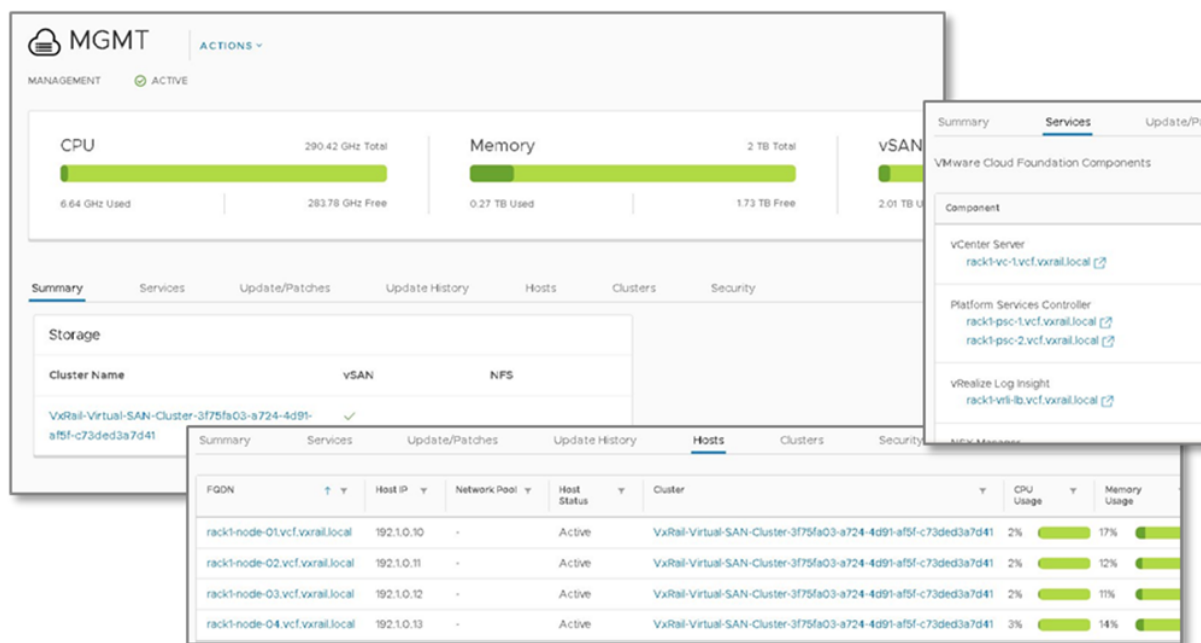 MGMT ACTIONS
MANAGEMENT ACTIVE
CPU 290.42 GHz Total Memory 2 TB Total vSAN
6.64 GHz Used 283.78 GHz Free 0.27 TB Used 1.73 TB Free 2.01 TB U
Summary Services Update/Patches Update History Hosts Clusters Security
Storage
Cluster Name vSAN NFS
VxRail-Virtual-SAN-Cluster-3f75fa03-a724-4d91-
af5f-c73ded3a7d41
Summary Services Update/Pa
VMware Cloud Foundation Components
Component
vCenter Server
rack1-vc-1.vcf.vxrail.local
Platform Services Controller
rack1-psc-1.vcf.vxrail.local
rack1-psc-2.vcf.vxrail.local
vRealize Log Insight
rack1-vrli-lb.vcf.vxrail.local
NSX Manager
Summary Services Update/Patches Update History Hosts Clusters Security
FQDN Host IP Network Pool Host Status Cluster CPU Usage Memory Usage
rack1-node-01.vcf.vxrail.local 192.1.0.10 - Active VxRail-Virtual-SAN-Cluster-3f75fa03-a724-4d91-af5f-c73ded3a7d41 2% 17%
rack1-node-02.vcf.vxrail.local 192.1.0.11 - Active VxRail-Virtual-SAN-Cluster-3f75fa03-a724-4d91-af5f-c73ded3a7d41 2% 12%
rack1-node-03.vcf.vxrail.local 192.1.0.12 - Active VxRail-Virtual-SAN-Cluster-3f75fa03-a724-4d91-af5f-c73ded3a7d41 2% 11%
rack1-node-04.vcf.vxrail.local 192.1.0.13 - Active VxRail-Virtual-SAN-Cluster-3f75fa03-a724-4d91-af5f-c73ded3a7d41 3% 14%